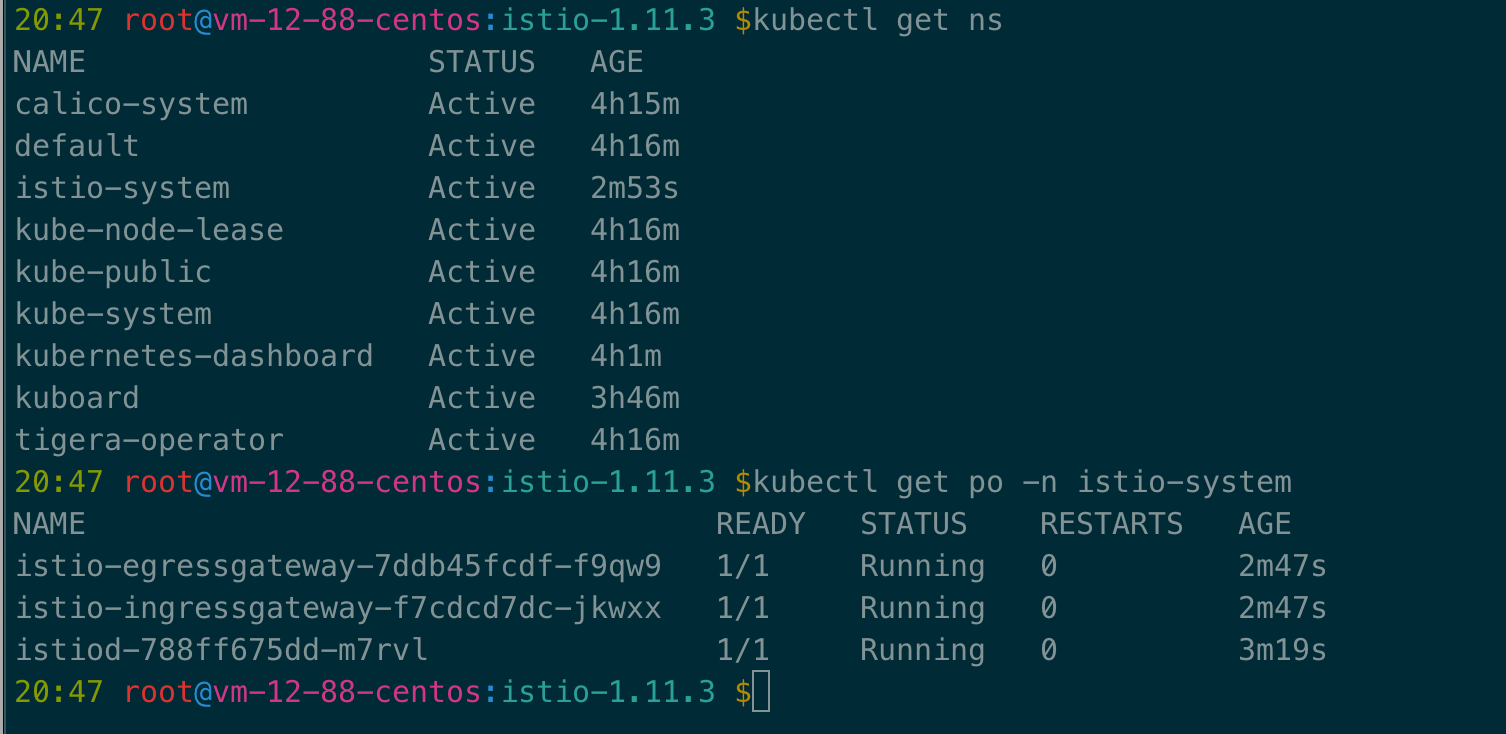 20:47 root@vm-12-88-centos:istio-1.11.3 $kubectl get ns
NAME                   STATUS   AGE
calico-system          Active   4h15m
default                Active   4h16m
istio-system           Active   2m53s
kube-node-lease        Active   4h16m
kube-public            Active   4h16m
kube-system            Active   4h16m
kubernetes-dashboard   Active   4h1m
kuboard                Active   3h46m
tigera-operator        Active   4h16m
20:47 root@vm-12-88-centos:istio-1.11.3 $kubectl get po -n istio-system
NAME                                   READY   STATUS    RESTARTS   AGE
istio-egressgateway-7ddb45fcdf-f9qw9   1/1     Running   0          2m47s
istio-ingressgateway-f7cdcd7dc-jkwxx   1/1     Running   0          2m47s
istiod-788ff675dd-m7rvl                1/1     Running   0          3m19s
20:47 root@vm-12-88-centos:istio-1.11.3 $